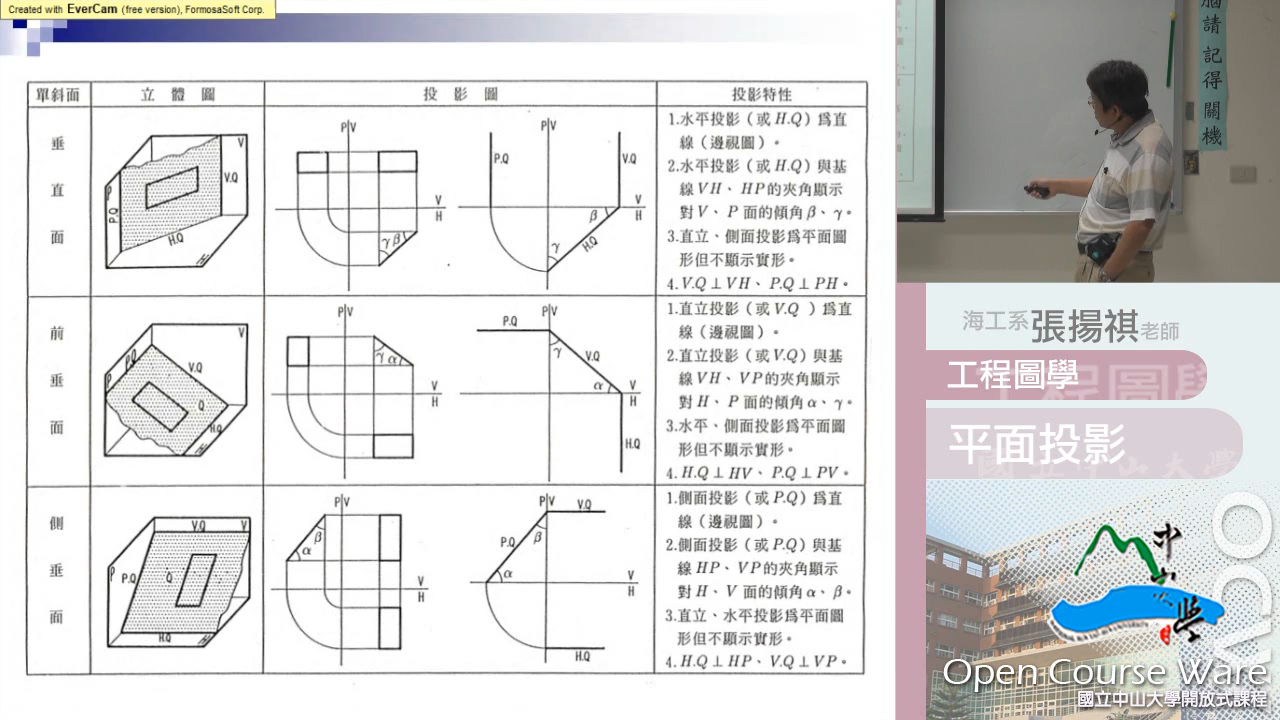 Created with EverCam (free version), FormosaSoft Corp.
單斜面 立體圖 投影圖 投影特性
垂直面
V
P
V.Q
P.Q
H.Q
H
P V
V
H
γ β
P V
P.Q
V.Q
V
H
β
γ
H.Q
1.水平投影（或H.Q）爲直
線（邊視圖）。
2.水平投影（或H.Q）與基
線VH、HP的夾角顯示
對V、P面的傾角β、γ。
3.直立、側面投影爲平面圖
形但不顯示實形。
4.V.Q⊥VH、P.Q⊥PH。
前垂面
V
P.Q
V.Q
P
Q
H.Q
H
P V
γ α
V
H
P.Q
P V
γ
V.Q
α
V
H
H.Q
1.直立投影（或V.Q ）爲直
線（邊視圖）。
2.直立投影（或V.Q）與基
線VH、VP的夾角顯示
對H、P面的傾角α、γ。
3.水平、側面投影爲平面圖
形但不顯示實形。
4.H.Q⊥HV、P.Q⊥PV。
側垂面
V.Q
V
P
P.Q
Q
H.Q
H
P V
β
α
V
H
P V
V.Q
P.Q
β
α
V
H
H.Q
1.側面投影（或P.Q）爲直
線（邊視圖）。
2.側面投影（或P.Q）與基
線HP、VP的夾角顯示
對H、V面的傾角α、β。
3.直立、水平投影爲平面圖
形但不顯示實形。
4.H.Q⊥HP、V.Q⊥VP。
請記得關機
海工系張揚祺老師
工程圖學
平面投影
中山大學
Open Course Ware
國立中山大學開放式課程